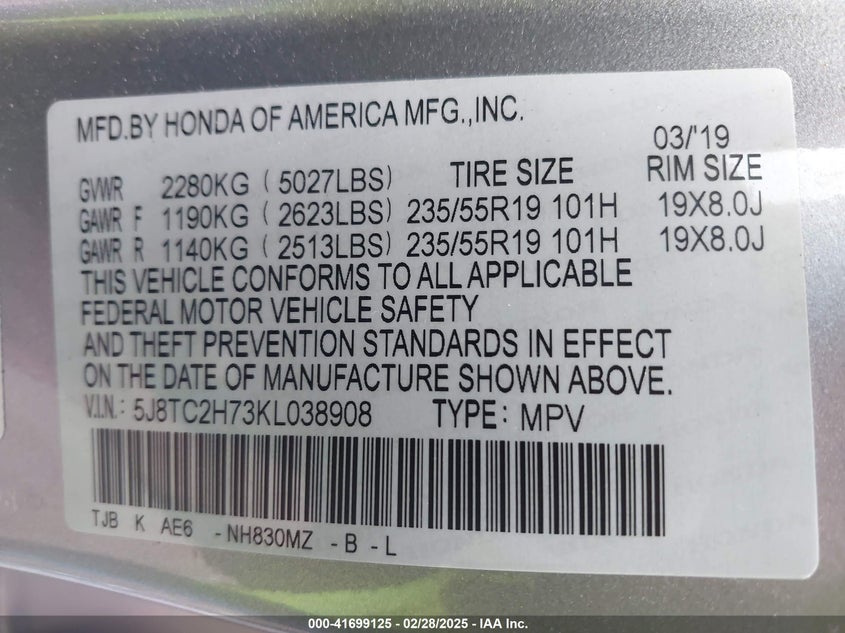 MFD.BY HONDA OF AMERICA MFG.,INC.
03/'19
GVWR 2280KG ( 5027LBS) TIRE SIZE RIM SIZE
GAWR F 1190KG ( 2623LBS) 235/55R19 101H 19X8.0J
GAWR R 1140KG ( 2513LBS) 235/55R19 101H 19X8.0J
THIS VEHICLE CONFORMS TO ALL APPLICABLE
FEDERAL MOTOR VEHICLE SAFETY
AND THEFT PREVENTION STANDARDS IN EFFECT
ON THE DATE OF MANUFACTURE SHOWN ABOVE.
V.I.N.: 5J8TC2H73KL038908 TYPE: MPV
TJB K AE6 -NH830MZ -B -L
000-41699125 - 02/28/2025 - IAA Inc.